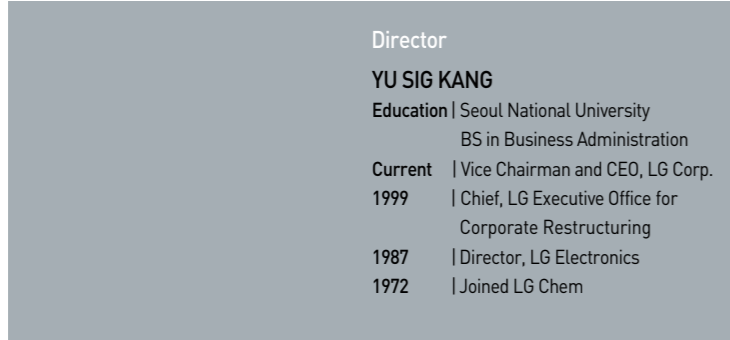 Director
YU SIG KANG
Education | Seoul National University
BS in Business Administration
Current | Vice Chairman and CEO, LG Corp.
1999 | Chief, LG Executive Office for
Corporate Restructuring
1987 | Director, LG Electronics
1972 | Joined LG Chem